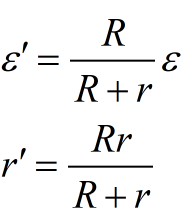 ε′ = R / (R + r) ε
r′ = Rr / (R + r)